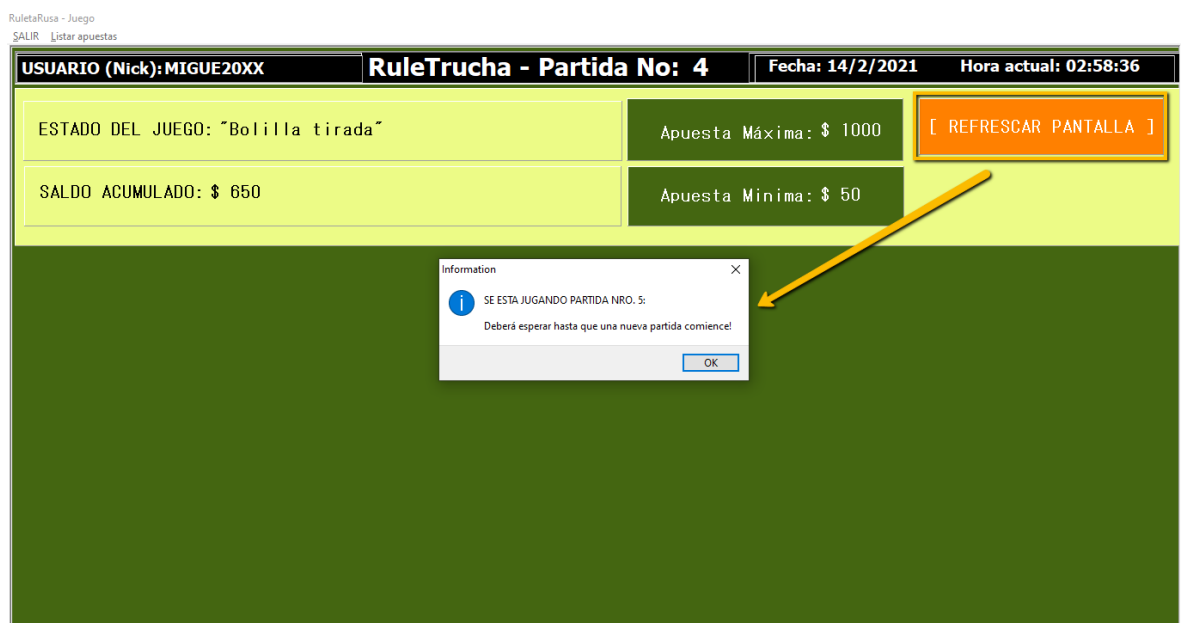 RuletaRusa - Juego
SALIR Listar apuestas
USUARIO (Nick): MIGUE20XX RuleTrucha - Partida No: 4 Fecha: 14/2/2021 Hora actual: 02:58:36
ESTADO DEL JUEGO: "Bolilla tirada" Apuesta Máxima: $ 1000 [ REFRESCAR PANTALLA ]
SALDO ACUMULADO: $ 650 Apuesta Minima: $ 50
Information
SE ESTA JUGANDO PARTIDA NRO. 5:
Deberá esperar hasta que una nueva partida comience!
OK